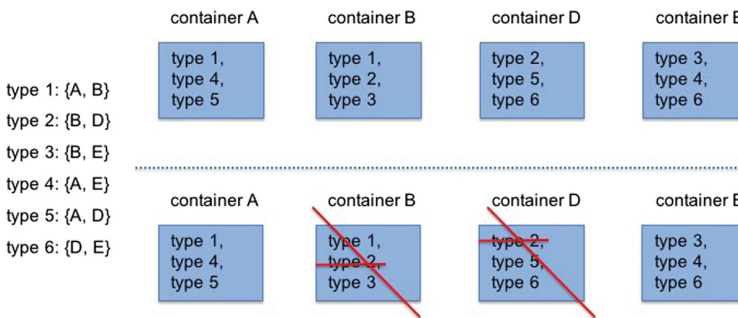 container A container B container D container E
type 1, type 1, type 2, type 3,
type 4, type 2, type 5, type 4,
type 5 type 3 type 6 type 6
type 1: {A, B}
type 2: {B, D}
type 3: {B, E}
type 4: {A, E}
type 5: {A, D}
type 6: {D, E}
container A container B container D container E
type 1, type 1, type 2, type 3,
type 4, type 2, type 5, type 4,
type 5 type 3 type 6 type 6